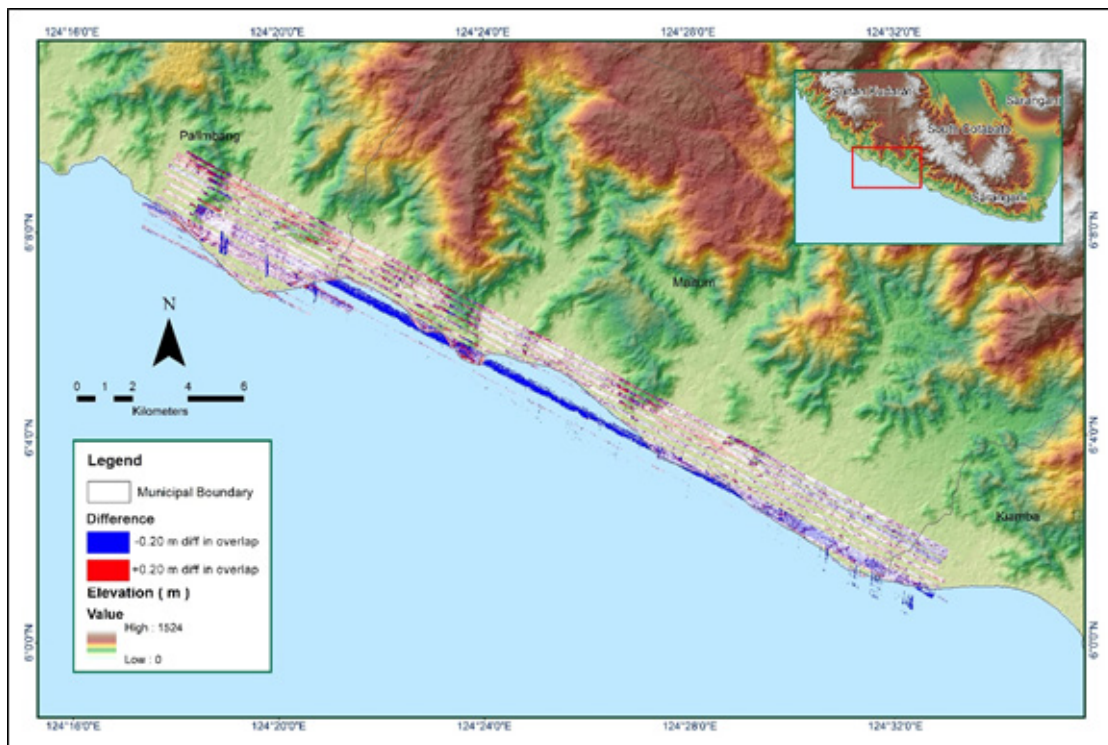 124°16'0"E 124°20'0"E 124°24'0"E 124°28'0"E 124°32'0"E
Palimbang
Sultan Kudarat
Sarangani
South Cotabato
Sarangani
6°8'0"N 6°8'0"N
Maitum
N
0 1 2 4 6
Kilometers
6°4'0"N 6°4'0"N
Legend
Municipal Boundary
Difference
-0.20 m diff in overlap
+0.20 m diff in overlap
Elevation ( m )
Value
High : 1524
Low : 0
Kiamba
6°0'0"N 6°0'0"N
124°16'0"E 124°20'0"E 124°24'0"E 124°28'0"E 124°32'0"E